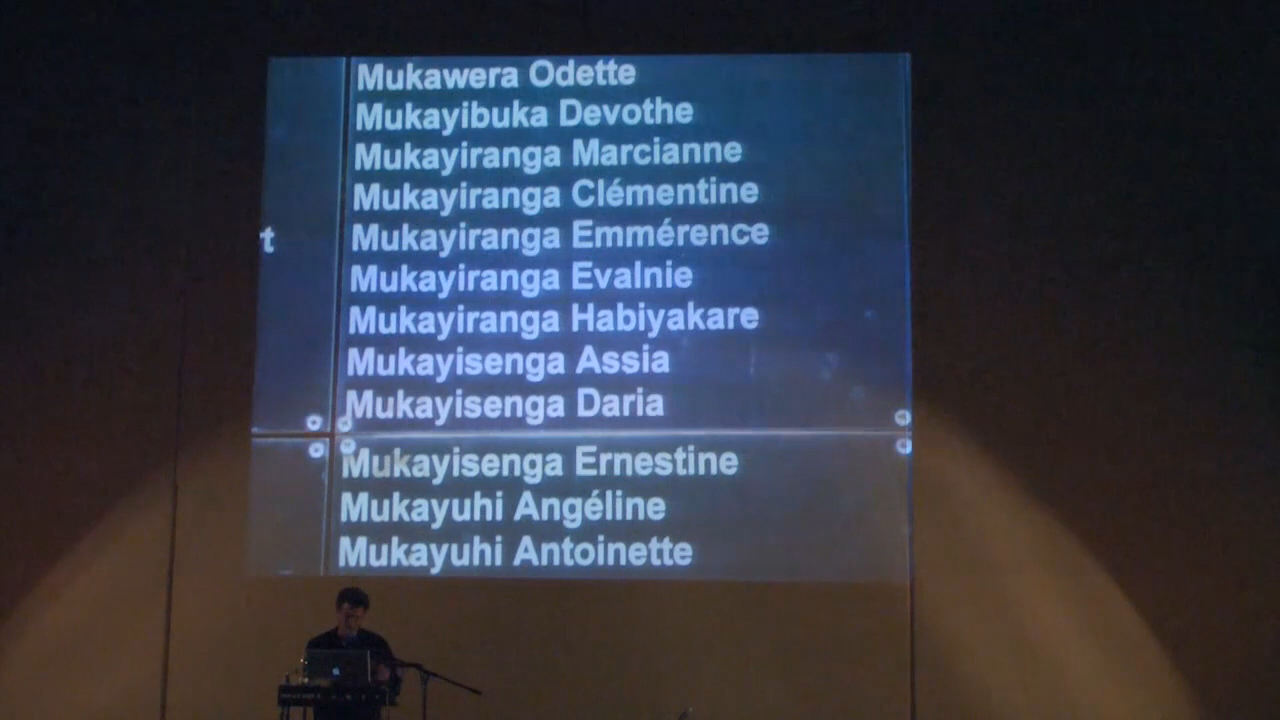 Mukawera Odette
Mukayibuka Devothe
Mukayiranga Marcianne
Mukayiranga Clémentine
t
Mukayiranga Emmérence
Mukayiranga Evalnie
Mukayiranga Habiyakare
Mukayisenga Assia
Mukayisenga Daria
Mukayisenga Ernestine
Mukayuhi Angéline
Mukayuhi Antoinette